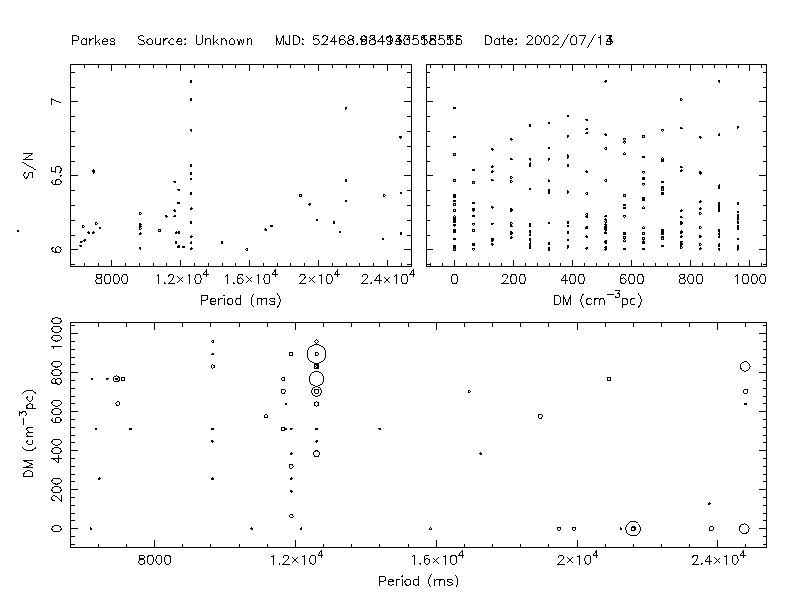 Parkes Source: Unknown MJD: Date: 2002/07/
7
6.5
6
S/N
8000 1.2×10⁴ 1.6×10⁴ 2×10⁴ 2.4×10⁴
Period (ms)
0 200 400 600 800 1000
DM (cm⁻³pc)
1000
800
600
400
200
0
DM (cm⁻³pc)
8000 1.2×10⁴ 1.6×10⁴ 2×10⁴ 2.4×10⁴
Period (ms)